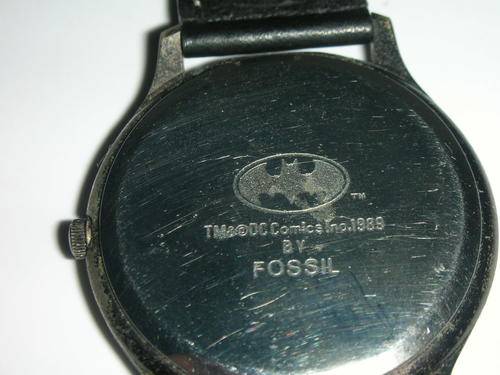 TM
TM&©DC Comics Inc.1989
BY
FOSSIL